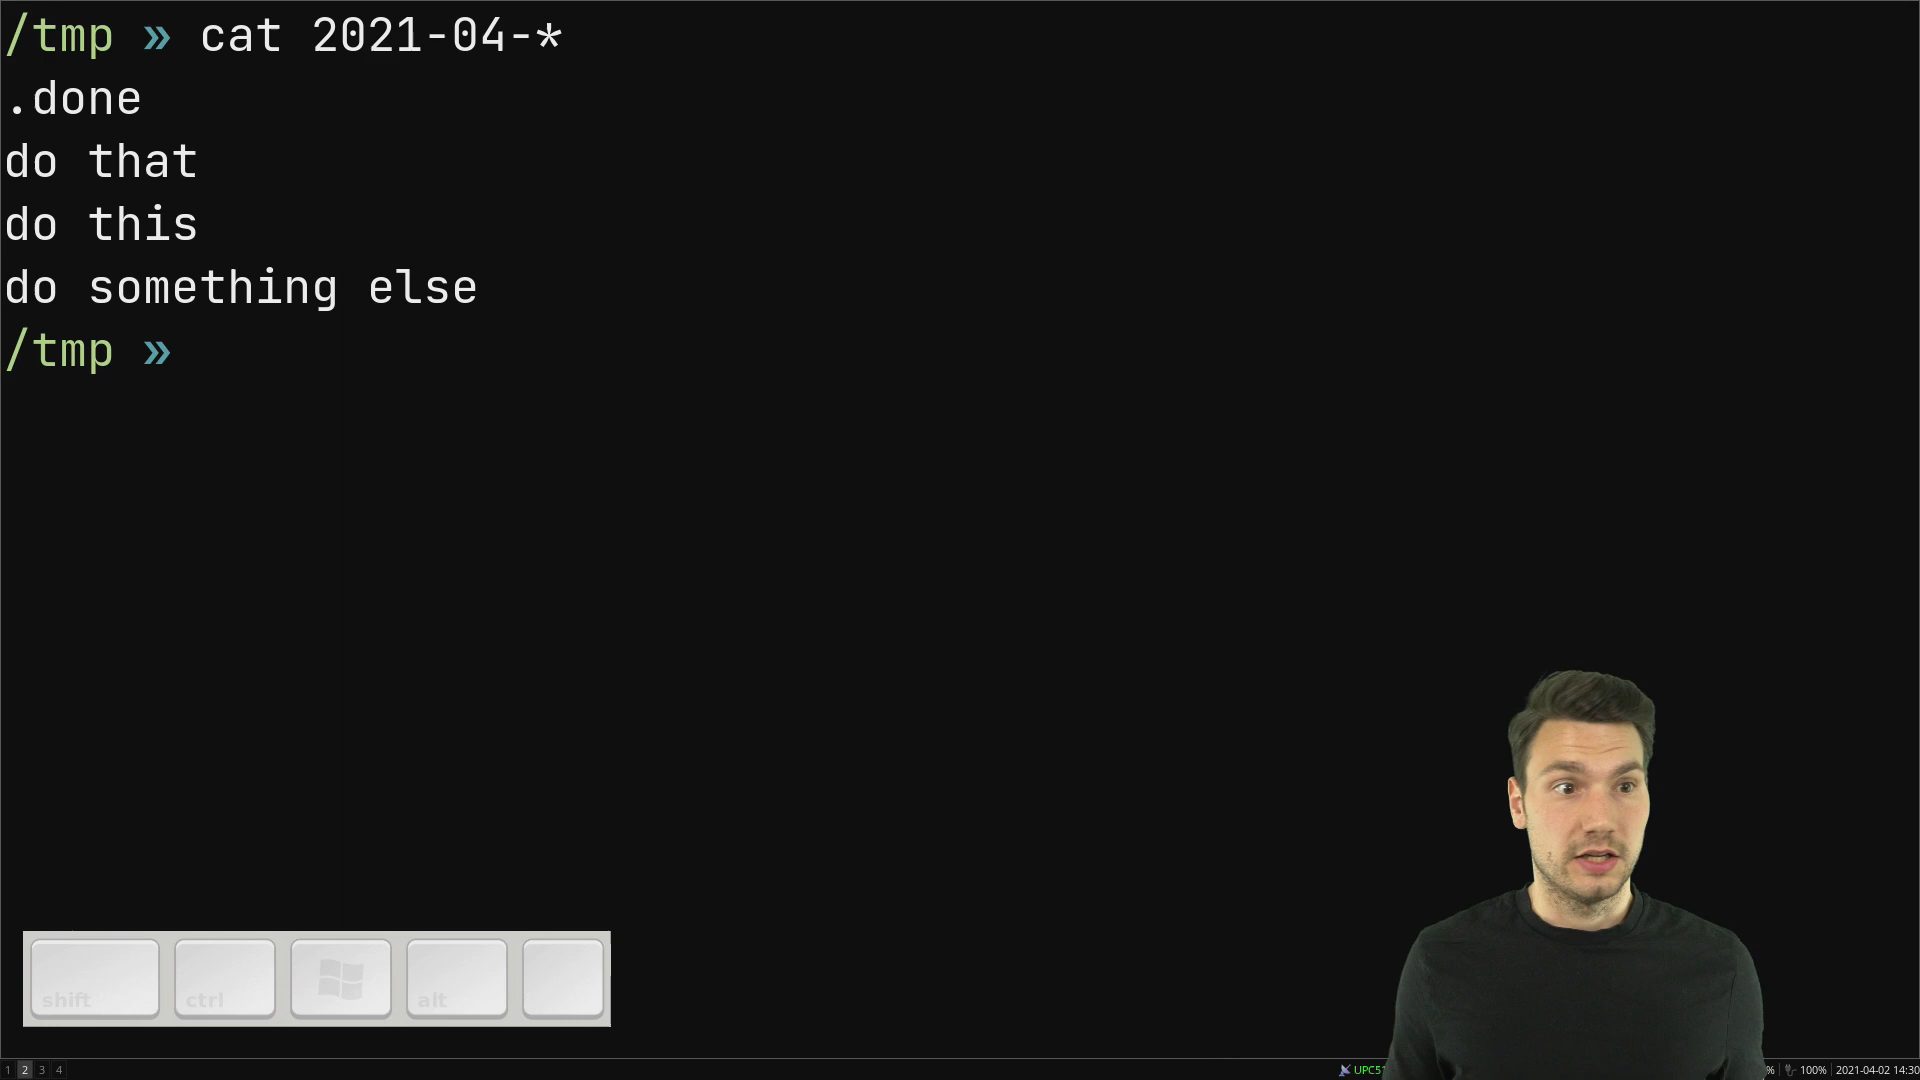 /tmp » cat 2021-04-*
.done
do that
do this
do something else
/tmp »
shift ctrl alt
1 2 3 4 UPC51 % 100% 2021-04-02 14:30